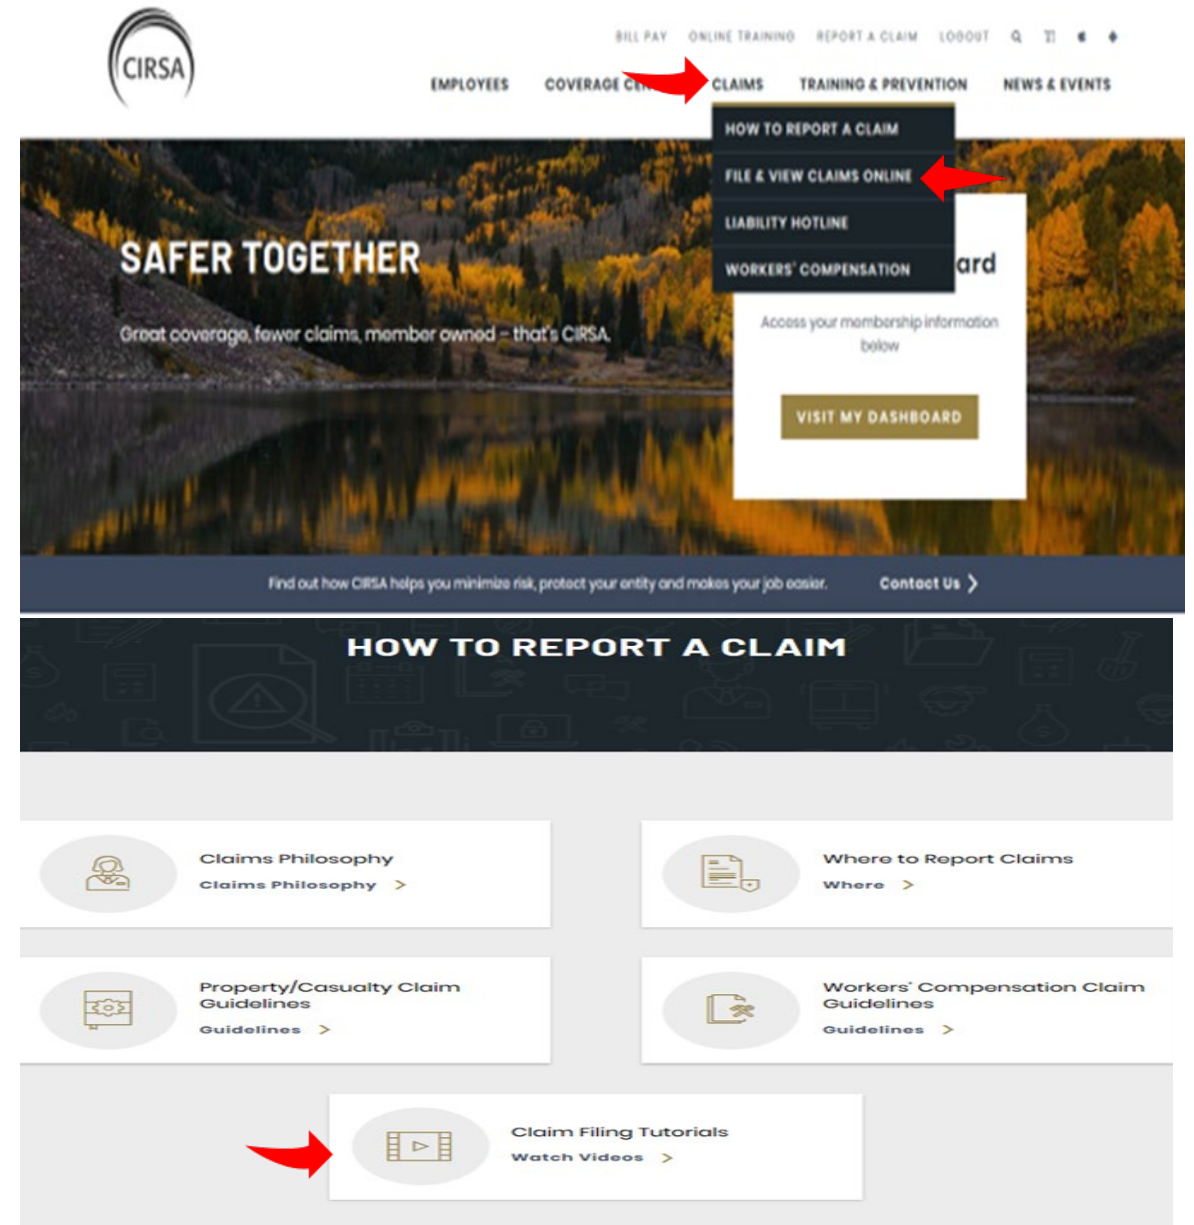 CIRSA
BILL PAY ONLINE TRAINING REPORT A CLAIM LOGOUT
EMPLOYEES COVERAGE CLAIMS TRAINING & PREVENTION NEWS & EVENTS
HOW TO REPORT A CLAIM
FILE & VIEW CLAIMS ONLINE
LIABILITY HOTLINE
WORKERS' COMPENSATION
ard
SAFER TOGETHER
Great coverage, fewer claims, member owned – that's CIRSA.
Access your membership information
below
VISIT MY DASHBOARD
Find out how CIRSA helps you minimize risk, protect your entity and makes your job easier. Contact Us >
HOW TO REPORT A CLAIM
Claims Philosophy
Claims Philosophy >
Where to Report Claims
Where >
Property/Casualty Claim
Guidelines
Guidelines >
Workers' Compensation Claim
Guidelines
Guidelines >
Claim Filing Tutorials
Watch Videos >